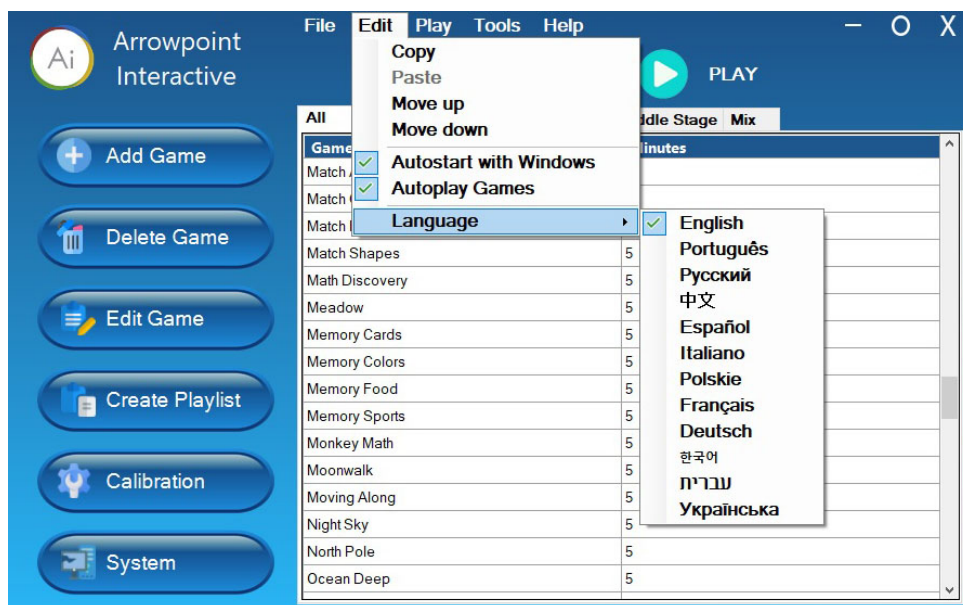 Ai
Arrowpoint
Interactive
File Edit Play Tools Help
X
PLAY
Copy
Paste
Move up
Move down
Autostart with Windows
Autoplay Games
Language
English
Português
Русский
中文
Español
Italiano
Polskie
Français
Deutsch
한국어
עברית
Українська
Add Game
Delete Game
Edit Game
Create Playlist
Calibration
System
All Stage Mix
Match
Match
Match
Match Shapes 5
Math Discovery 5
Meadow 5
Memory Cards 5
Memory Colors 5
Memory Food 5
Memory Sports 5
Monkey Math 5
Moonwalk 5
Moving Along 5
Night Sky 5
North Pole 5
Ocean Deep 5